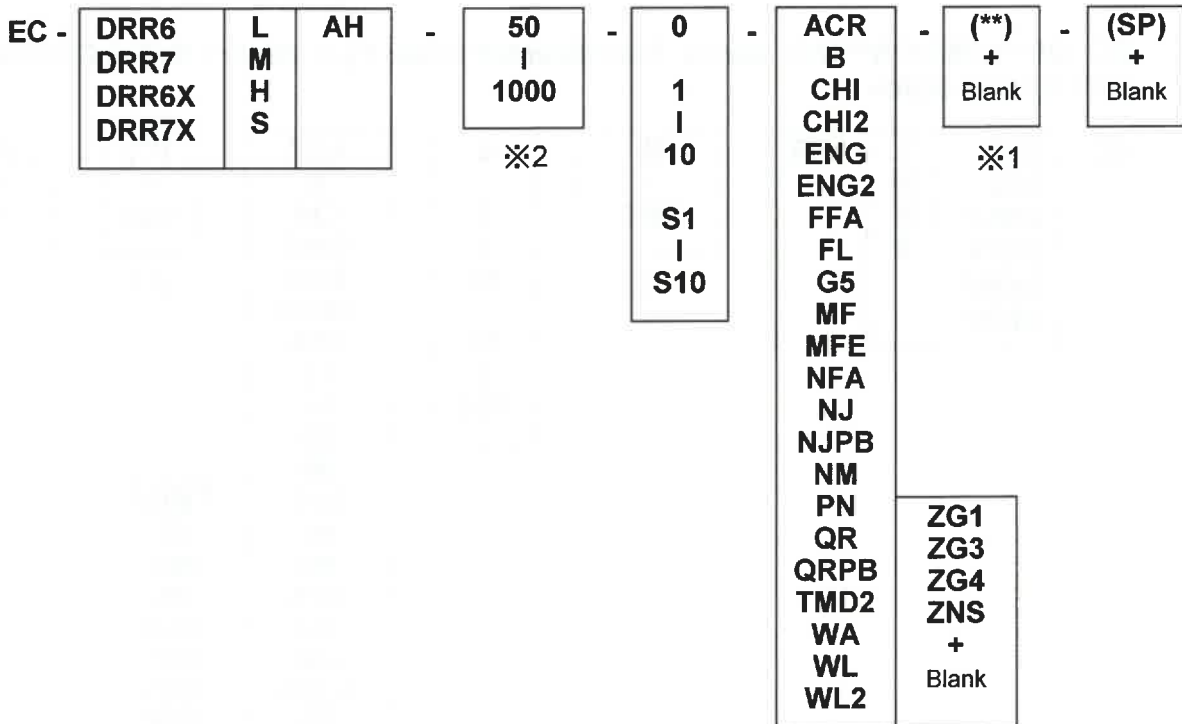 EC - DRR6 L AH - 50 - 0 - ACR - (**) - (SP)
DRR7 M I B + +
DRR6X H 1000 1 CHI Blank Blank
DRR7X S I CHI2
※2 10 ENG ※1
ENG2
S1 FFA
I FL
S10 G5
MF
MFE
NFA
NJ
NJPB
NM
PN ZG1
QR ZG3
QRPB ZG4
TMD2 ZNS
WA +
WL Blank
WL2